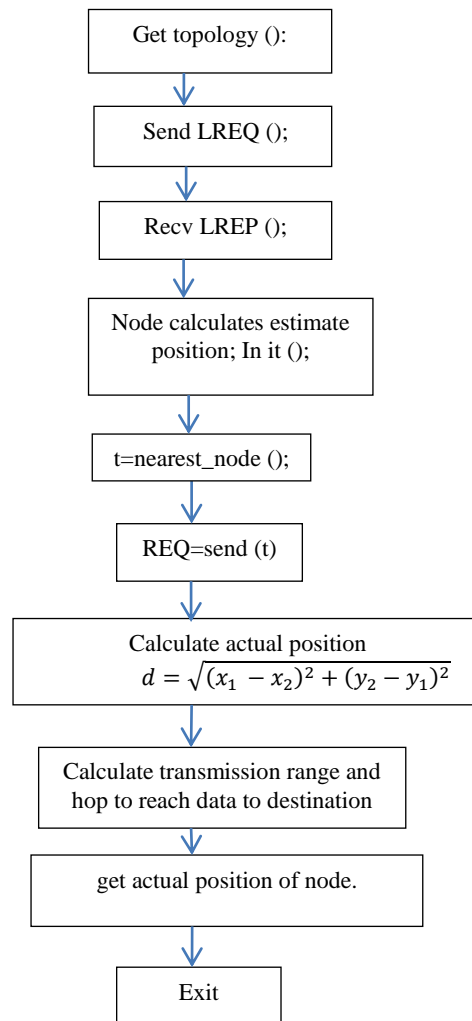 Get topology ():
Send LREQ ();
Recv LREP ();
Node calculates estimate
position; In it ();
t=nearest_node ();
REQ=send (t)
Calculate actual position
d = √(x₁ − x₂)² + (y₂ − y₁)²
Calculate transmission range and
hop to reach data to destination
get actual position of node.
Exit